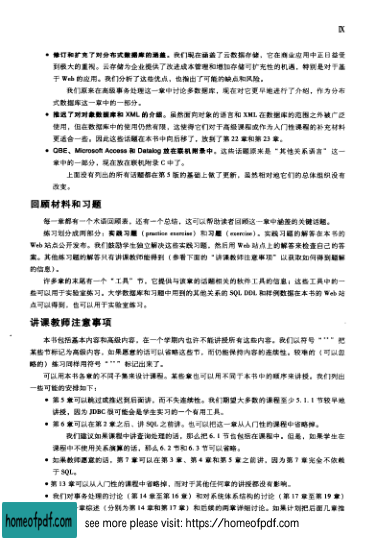 IX
• 修订和扩充了对分布式数据库的涵盖。我们现在涵盖了云数据存储，它在商业应用中正日益受
到极大的重视。云存储为企业提供了改进成本管理和增加存储可扩充性的机遇，特别是对于基
于 Web 的应用。我们分析了这些优点，也指出了可能的缺点和风险。
我们原来在高级事务处理这一章中讨论多数据库，现在对它更早地进行了介绍，作为分布
式数据库这一章中的一部分。
• 推迟了对对象数据库和 XML 的介绍。虽然面向对象的语言和 XML 在数据库的范围之外被广泛
使用，但在数据库中的使用仍然有限，这使得它们对于高级课程或作为入门性课程的补充材料
更适合一些。因此这些话题在本书中向后移了，放到了第 22 章和第 23 章。
• QBE、Microsoft Access 和 Datalog 放在联机附录中。这些话题原来是“其他关系语言”这一
章中的一部分，现在放在联机附录 C 中了。
上面没有列出的所有话题都在第 5 版的基础上做了更新，虽然相对地它们的总体组织没有
改变。
回顾材料和习题
每一章都有一个术语回顾表，还有一个总结，这可以帮助读者回顾这一章中涵盖的关键话题。
练习划分成两部分：实践习题（practice exercise）和习题（exercise）。实践习题的解答在本书的
Web 站点公开发布。我们鼓励学生独立解决这些实践习题，然后用 Web 站点上的解答来检查自己的答
案。其他练习题的解答只有讲课教师能得到（参看下面的“讲课教师注意事项”以获取如何得到题解
的信息）。
许多章的末尾有一个“工具”节，它提供与该章的话题相关的软件工具的信息；这些工具中的一
些可以用于实验室练习。大学数据库和习题中用到的其他关系的 SQL DDL 和样例数据在本书的 Web 站
点可以得到，也可以用于实验室练习。
讲课教师注意事项
本书包括基本内容和高级内容，在一个学期内也许不能讲授所有这些内容。我们以符号“**”把
某些节标记为高级内容，如果愿意的话可以省略这些节，而仍能保持内容的连续性。较难的（可以忽
略的）练习同样用符号“**”标记出来了。
可以用本书各章的不同子集来设计课程。某些章也可以用不同于本书中的顺序来讲授。我们列出
一些可能的安排如下：
• 第 5 章可以跳过或推迟到后面讲，而不失连续性。我们期望大多数的课程至少 5.1.1 节较早地
讲授，因为 JDBC 很可能会是学生实习的一个有用工具。
• 第 6 章可以在第 2 章之后、讲 SQL 之前讲，也可以把这一章从入门性的课程中省略掉。
我们建议如果课程中讲查询处理的话，那么把 6.1 节也包括在课程中。但是，如果学生在
课程中不使用关系演算的话，那么 6.2 节和 6.3 节可以省略。
• 如果教师愿意的话，第 7 章可以在第 3 章、第 4 章和第 5 章之前讲，因为第 7 章完全不依赖
于 SQL。
• 第 13 章可以从入门性的课程中省略掉，而对于其他任何章的讲授都没有影响。
• 我们对事务处理的讨论（第 14 章至第 16 章）和对系统体系结构的讨论（第 17 章至第 19 章）
章综述（分别为第 14 章和第 17 章）和后续的两章详细讨论。如果计划把后面几章推
homeofpdf.com
see more please visit: https://homeofpdf.com